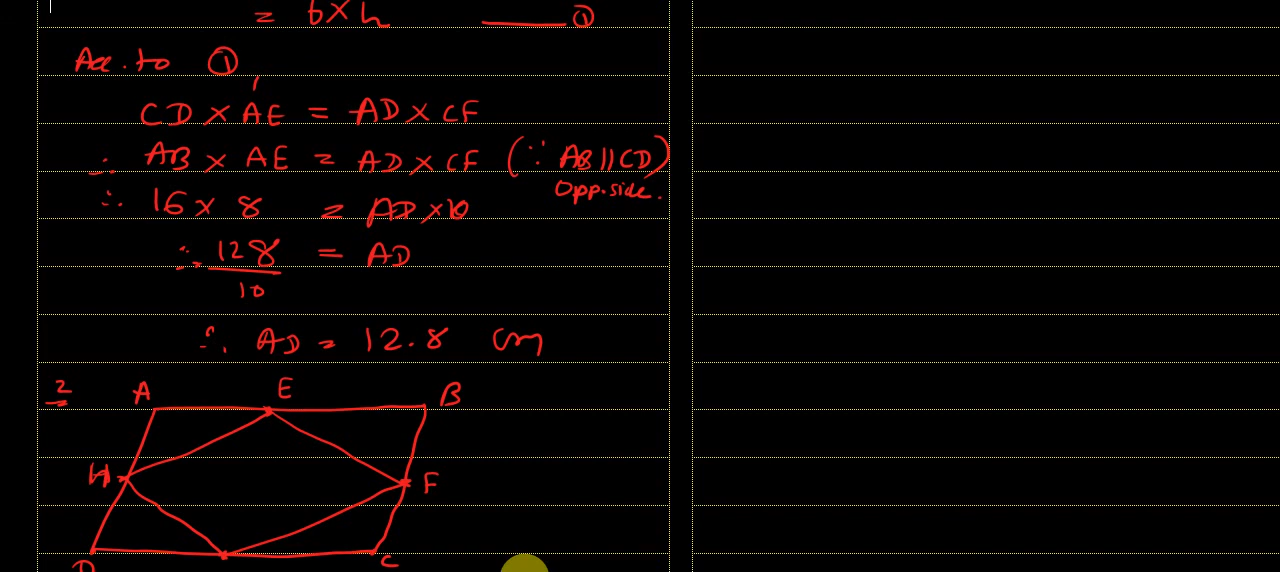 = b × h ——— ①
Acc. to ①
CD × AE = AD × CF
∴ AB × AE = AD × CF (∵ AB || CD)
Opp. side.
∴ 16 × 8 = AD × 10
∴ 128 = AD
10
∴ AD = 12.8 cm
2 A E B
H F
D C